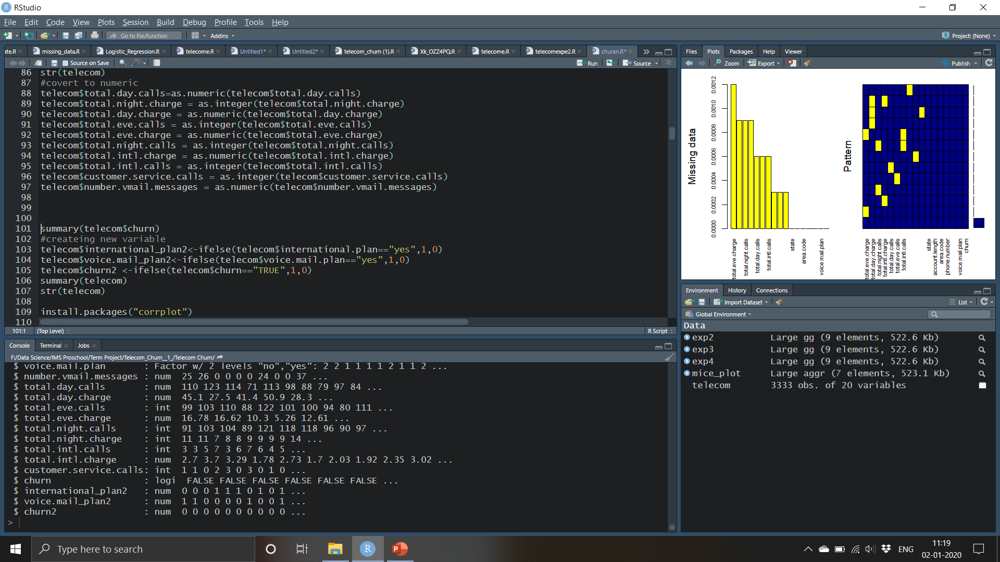 RStudio
File Edit Code View Plots Session Build Debug Profile Tools Help
Go to file/function Addins Project: (None)
ate.R missing_data.R Logistic_Regression.R telecome.R Untitled1* Untitled2* telecom_churn (1).R Xk_OZZ4PQ.R telecome.R telecomexpe2.R churan.R*
Source on Save Run Source
86 str(telecom)
87 #covert to numeric
88 telecom$total.day.calls=as.numeric(telecom$total.day.calls)
89 telecom$total.night.charge = as.integer(telecom$total.night.charge)
90 telecom$total.day.charge = as.numeric(telecom$total.day.charge)
91 telecom$total.eve.calls = as.integer(telecom$total.eve.calls)
92 telecom$total.eve.charge = as.numeric(telecom$total.eve.charge)
93 telecom$total.night.calls = as.integer(telecom$total.night.calls)
94 telecom$total.intl.charge = as.numeric(telecom$total.intl.charge)
95 telecom$total.intl.calls = as.integer(telecom$total.intl.calls)
96 telecom$customer.service.calls = as.integer(telecom$customer.service.calls)
97 telecom$number.vmail.messages = as.numeric(telecom$number.vmail.messages)
98
99
100
101 summary(telecom$churn)
102 #createing new variable
103 telecom$international_plan2<-ifelse(telecom$international.plan=="yes",1,0)
104 telecom$voice.mail_plan2<-ifelse(telecom$voice.mail.plan=="yes",1,0)
105 telecom$churn2 <-ifelse(telecom$churn=="TRUE",1,0)
106 summary(telecom)
107 str(telecom)
108
109 install.packages("corrplot")
110
101:1 (Top Level) R Script
Console Terminal Jobs
F:/Data Science/IMS Proschool/Term Project/Telecom_Churn__1_/Telecom Churn/
$ voice.mail.plan : Factor w/ 2 levels "no","yes": 2 2 1 1 1 1 2 1 1 2 ...
$ number.vmail.messages : num 25 26 0 0 0 0 24 0 0 37 ...
$ total.day.calls : num 110 123 114 71 113 98 88 79 97 84 ...
$ total.day.charge : num 45.1 27.5 41.4 50.9 28.3 ...
$ total.eve.calls : int 99 103 110 88 122 101 100 94 80 111 ...
$ total.eve.charge : num 16.78 16.62 10.3 5.26 12.61 ...
$ total.night.calls : int 91 103 104 89 121 118 118 96 90 97 ...
$ total.night.charge : int 11 11 7 8 8 9 9 9 9 14 ...
$ total.intl.calls : int 3 3 5 7 3 6 7 6 4 5 ...
$ total.intl.charge : num 2.7 3.7 3.29 1.78 2.73 1.7 2.03 1.92 2.35 3.02 ...
$ customer.service.calls: int 1 1 0 2 3 0 3 0 1 0 ...
$ churn : logi FALSE FALSE FALSE FALSE FALSE FALSE ...
$ international_plan2 : num 0 0 0 1 1 1 0 1 0 1 ...
$ voice.mail_plan2 : num 1 1 0 0 0 0 1 0 0 1 ...
$ churn2 : num 0 0 0 0 0 0 0 0 0 0 ...
>
Files Plots Packages Help Viewer
Zoom Export Publish
Missing data
0.0000 0.0002 0.0004 0.0006 0.0008 0.0010 0.0012
total.eve.charge
total.night.calls
total.day.calls
total.intl.calls
state
area.code
voice.mail.plan
Pattern
total.eve.charge
total.day.charge
total.night.calls
total.intl.charge
total.day.calls
total.eve.calls
total.intl.calls
state
account.length
area.code
phone.number
voice.mail.plan
churn
Environment History Connections
Import Dataset List
Global Environment
Data
exp2 Large gg (9 elements, 522.6 Kb)
exp3 Large gg (9 elements, 522.6 Kb)
exp4 Large gg (9 elements, 522.6 Kb)
mice_plot Large aggr (7 elements, 523.1 Kb)
telecom 3333 obs. of 20 variables
Type here to search
ENG
11:19
02-01-2020